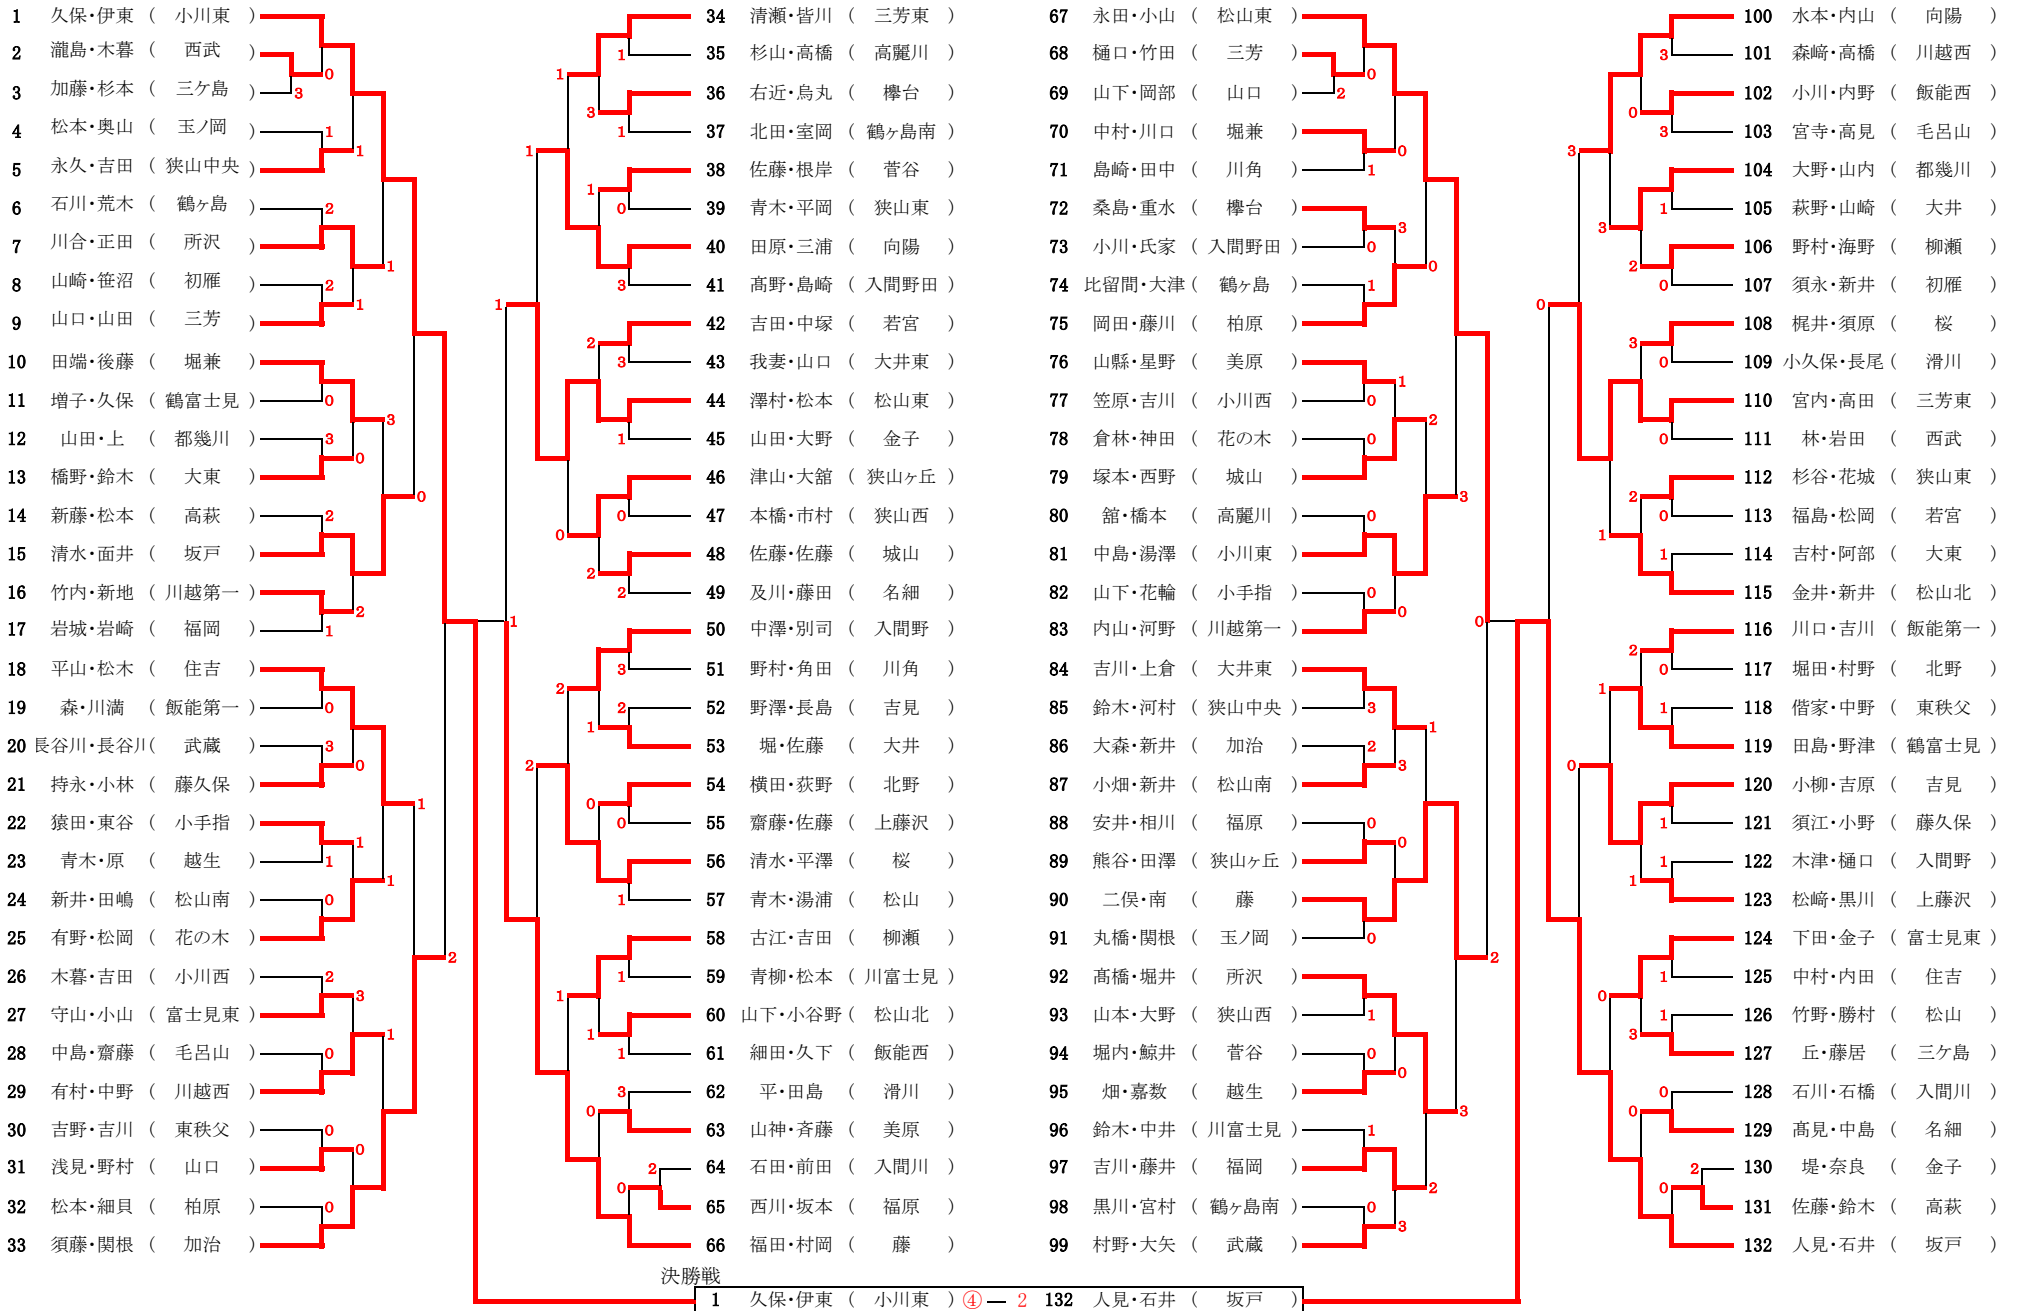 1 久保・伊東 ( 小川東 )
2 瀧島・木暮 ( 西武 )
3 加藤・杉本 ( 三ケ島 )
4 松本・奥山 ( 玉ノ岡 )
5 永久・吉田 ( 狭山中央 )
6 石川・荒木 ( 鶴ヶ島 )
7 川合・正田 ( 所沢 )
8 山崎・笹沼 ( 初雁 )
9 山口・山田 ( 三芳 )
10 田端・後藤 ( 堀兼 )
11 増子・久保 ( 鶴富士見 )
12 山田・上 ( 都幾川 )
13 橋野・鈴木 ( 大東 )
14 新藤・松本 ( 高萩 )
15 清水・面井 ( 坂戸 )
16 竹内・新地 ( 川越第一 )
17 岩城・岩崎 ( 福岡 )
18 平山・松木 ( 住吉 )
19 森・川満 ( 飯能第一 )
20 長谷川・長谷川( 武蔵 )
21 持永・小林 ( 藤久保 )
22 猿田・東谷 ( 小手指 )
23 青木・原 ( 越生 )
24 新井・田嶋 ( 松山南 )
25 有野・松岡 ( 花の木 )
26 木暮・吉田 ( 小川西 )
27 守山・小山 ( 富士見東 )
28 中島・齋藤 ( 毛呂山 )
29 有村・中野 ( 川越西 )
30 吉野・吉川 ( 東秩父 )
31 浅見・野村 ( 山口 )
32 松本・細貝 ( 柏原 )
33 須藤・関根 ( 加治 )
34 清瀬・皆川 ( 三芳東 )
35 杉山・高橋 ( 高麗川 )
36 右近・烏丸 ( 欅台 )
37 北田・室岡 ( 鶴ヶ島南 )
38 佐藤・根岸 ( 菅谷 )
39 青木・平岡 ( 狭山東 )
40 田原・三浦 ( 向陽 )
41 髙野・島崎 ( 入間野田 )
42 吉田・中塚 ( 若宮 )
43 我妻・山口 ( 大井東 )
44 澤村・松本 ( 松山東 )
45 山田・大野 ( 金子 )
46 津山・大舘 ( 狭山ヶ丘 )
47 本橋・市村 ( 狭山西 )
48 佐藤・佐藤 ( 城山 )
49 及川・藤田 ( 名細 )
50 中澤・別司 ( 入間野 )
51 野村・角田 ( 川角 )
52 野澤・長島 ( 吉見 )
53 堀・佐藤 ( 大井 )
54 横田・荻野 ( 北野 )
55 齋藤・佐藤 ( 上藤沢 )
56 清水・平澤 ( 桜 )
57 青木・湯浦 ( 松山 )
58 古江・吉田 ( 柳瀬 )
59 青柳・松本 ( 川富士見 )
60 山下・小谷野 ( 松山北 )
61 細田・久下 ( 飯能西 )
62 平・田島 ( 滑川 )
63 山神・斉藤 ( 美原 )
64 石田・前田 ( 入間川 )
65 西川・坂本 ( 福原 )
66 福田・村岡 ( 藤 )
67 永田・小山 ( 松山東 )
68 樋口・竹田 ( 三芳 )
69 山下・岡部 ( 山口 )
70 中村・川口 ( 堀兼 )
71 島崎・田中 ( 川角 )
72 桑島・重水 ( 欅台 )
73 小川・氏家 ( 入間野田 )
74 比留間・大津 ( 鶴ヶ島 )
75 岡田・藤川 ( 柏原 )
76 山縣・星野 ( 美原 )
77 笠原・吉川 ( 小川西 )
78 倉林・神田 ( 花の木 )
79 塚本・西野 ( 城山 )
80 舘・橋本 ( 高麗川 )
81 中島・湯澤 ( 小川東 )
82 山下・花輪 ( 小手指 )
83 内山・河野 ( 川越第一 )
84 吉川・上倉 ( 大井東 )
85 鈴木・河村 ( 狭山中央 )
86 大森・新井 ( 加治 )
87 小畑・新井 ( 松山南 )
88 安井・相川 ( 福原 )
89 熊谷・田澤 ( 狭山ヶ丘 )
90 二俣・南 ( 藤 )
91 丸橋・関根 ( 玉ノ岡 )
92 髙橋・堀井 ( 所沢 )
93 山本・大野 ( 狭山西 )
94 堀内・鯨井 ( 菅谷 )
95 畑・嘉数 ( 越生 )
96 鈴木・中井 ( 川富士見 )
97 吉川・藤井 ( 福岡 )
98 黒川・宮村 ( 鶴ヶ島南 )
99 村野・大矢 ( 武蔵 )
100 水本・内山 ( 向陽 )
101 森﨑・高橋 ( 川越西 )
102 小川・内野 ( 飯能西 )
103 宮寺・高見 ( 毛呂山 )
104 大野・山内 ( 都幾川 )
105 萩野・山崎 ( 大井 )
106 野村・海野 ( 柳瀬 )
107 須永・新井 ( 初雁 )
108 梶井・須原 ( 桜 )
109 小久保・長尾 ( 滑川 )
110 宮内・高田 ( 三芳東 )
111 林・岩田 ( 西武 )
112 杉谷・花城 ( 狭山東 )
113 福島・松岡 ( 若宮 )
114 吉村・阿部 ( 大東 )
115 金井・新井 ( 松山北 )
116 川口・吉川 ( 飯能第一 )
117 堀田・村野 ( 北野 )
118 偕家・中野 ( 東秩父 )
119 田島・野津 ( 鶴富士見 )
120 小柳・吉原 ( 吉見 )
121 須江・小野 ( 藤久保 )
122 木津・樋口 ( 入間野 )
123 松﨑・黒川 ( 上藤沢 )
124 下田・金子 ( 富士見東 )
125 中村・内田 ( 住吉 )
126 竹野・勝村 ( 松山 )
127 丘・藤居 ( 三ケ島 )
128 石川・石橋 ( 入間川 )
129 髙見・中島 ( 名細 )
130 堤・奈良 ( 金子 )
131 佐藤・鈴木 ( 高萩 )
132 人見・石井 ( 坂戸 )
決勝戦
1 久保・伊東 ( 小川東 ) ④ — 2 132 人見・石井 ( 坂戸 )